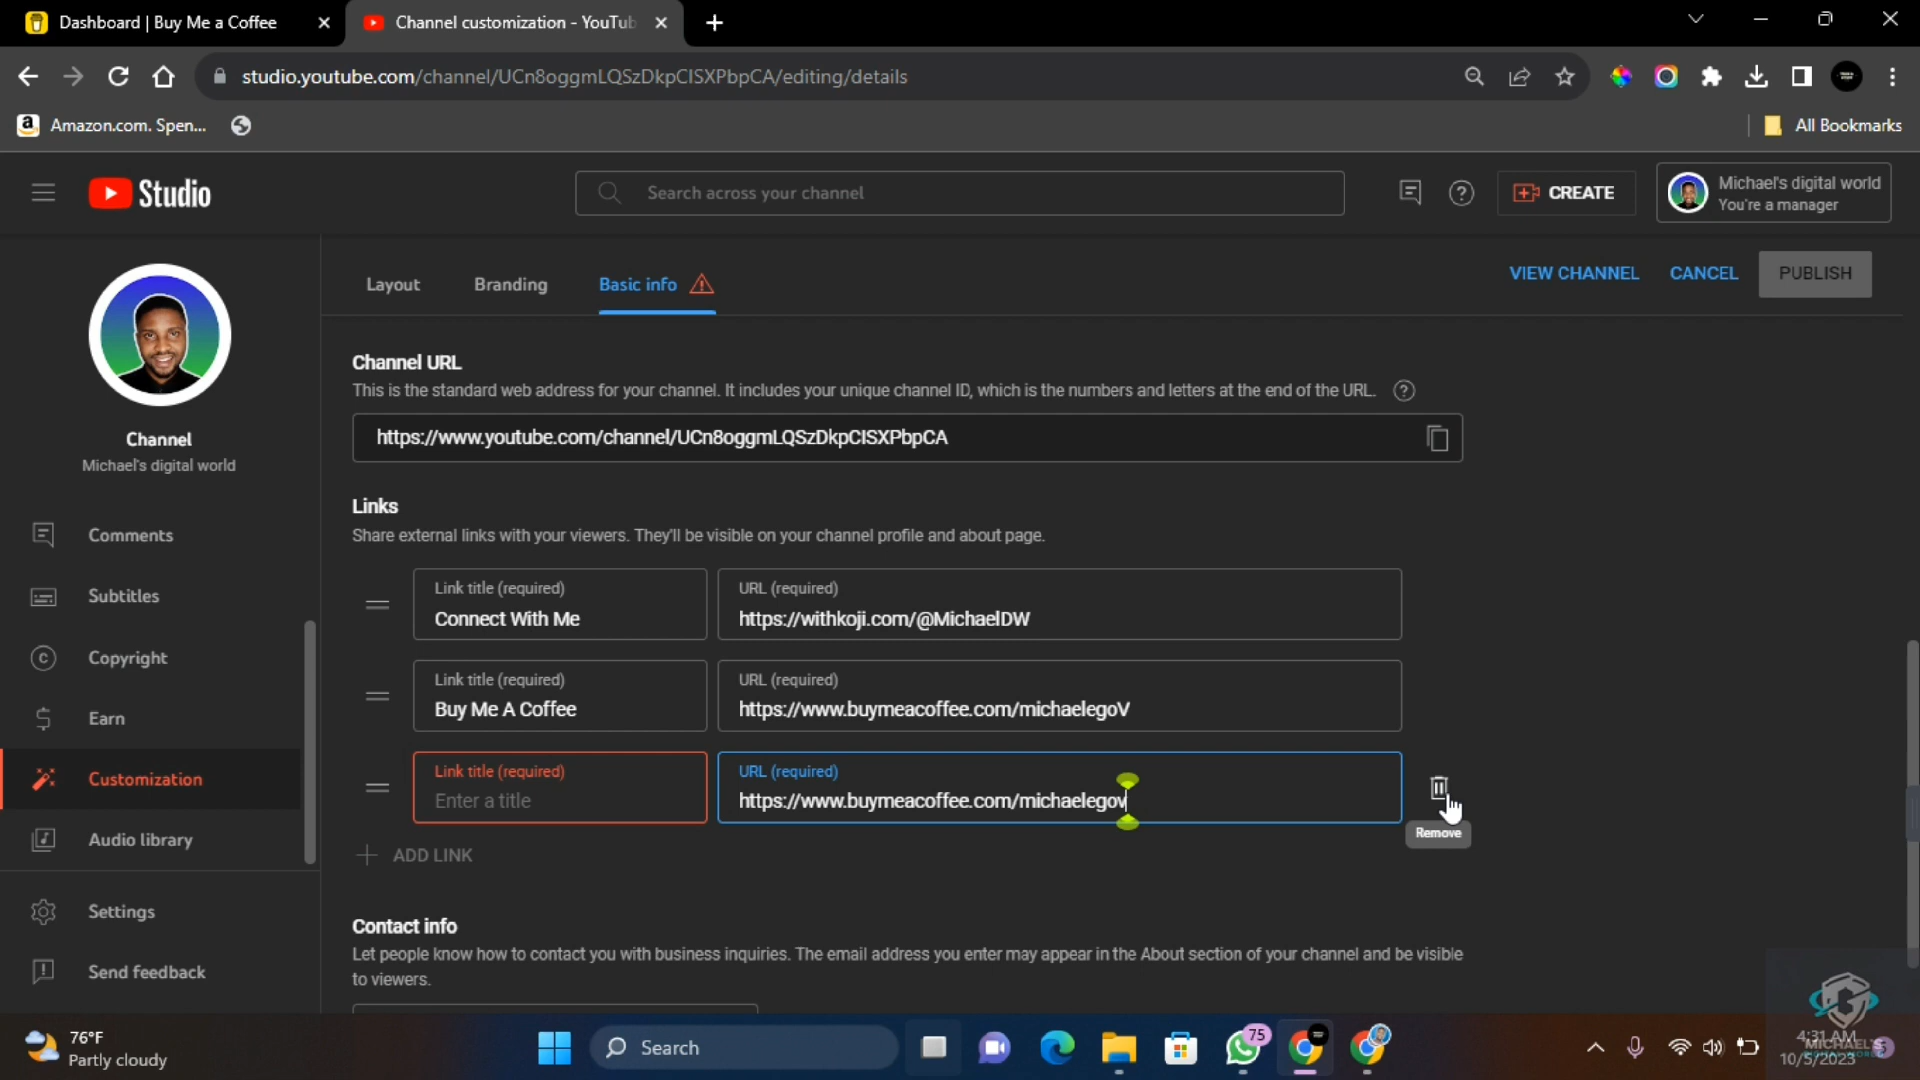 Dashboard | Buy Me a Coffee
Channel customization - YouTub
studio.youtube.com/channel/UCn8oggmLQSzDkpCISXPbpCA/editing/details
Amazon.com. Spen...
All Bookmarks
Studio
Search across your channel
CREATE
Michael's digital world
You're a manager
Channel
Michael's digital world
Comments
Subtitles
Copyright
Earn
Customization
Audio library
Settings
Send feedback
Layout
Branding
Basic info
VIEW CHANNEL
CANCEL
PUBLISH
Channel URL
This is the standard web address for your channel. It includes your unique channel ID, which is the numbers and letters at the end of the URL.
https://www.youtube.com/channel/UCn8oggmLQSzDkpCISXPbpCA
Links
Share external links with your viewers. They'll be visible on your channel profile and about page.
Link title (required)
Connect With Me
URL (required)
https://withkoji.com/@MichaelDW
Link title (required)
Buy Me A Coffee
URL (required)
https://www.buymeacoffee.com/michaelegoV
Link title (required)
Enter a title
URL (required)
https://www.buymeacoffee.com/michaelegov
Remove
ADD LINK
Contact info
Let people know how to contact you with business inquiries. The email address you enter may appear in the About section of your channel and be visible
to viewers.
76°F
Partly cloudy
Search
75
4:31 AM
10/5/2023
MICHAEL'S
5